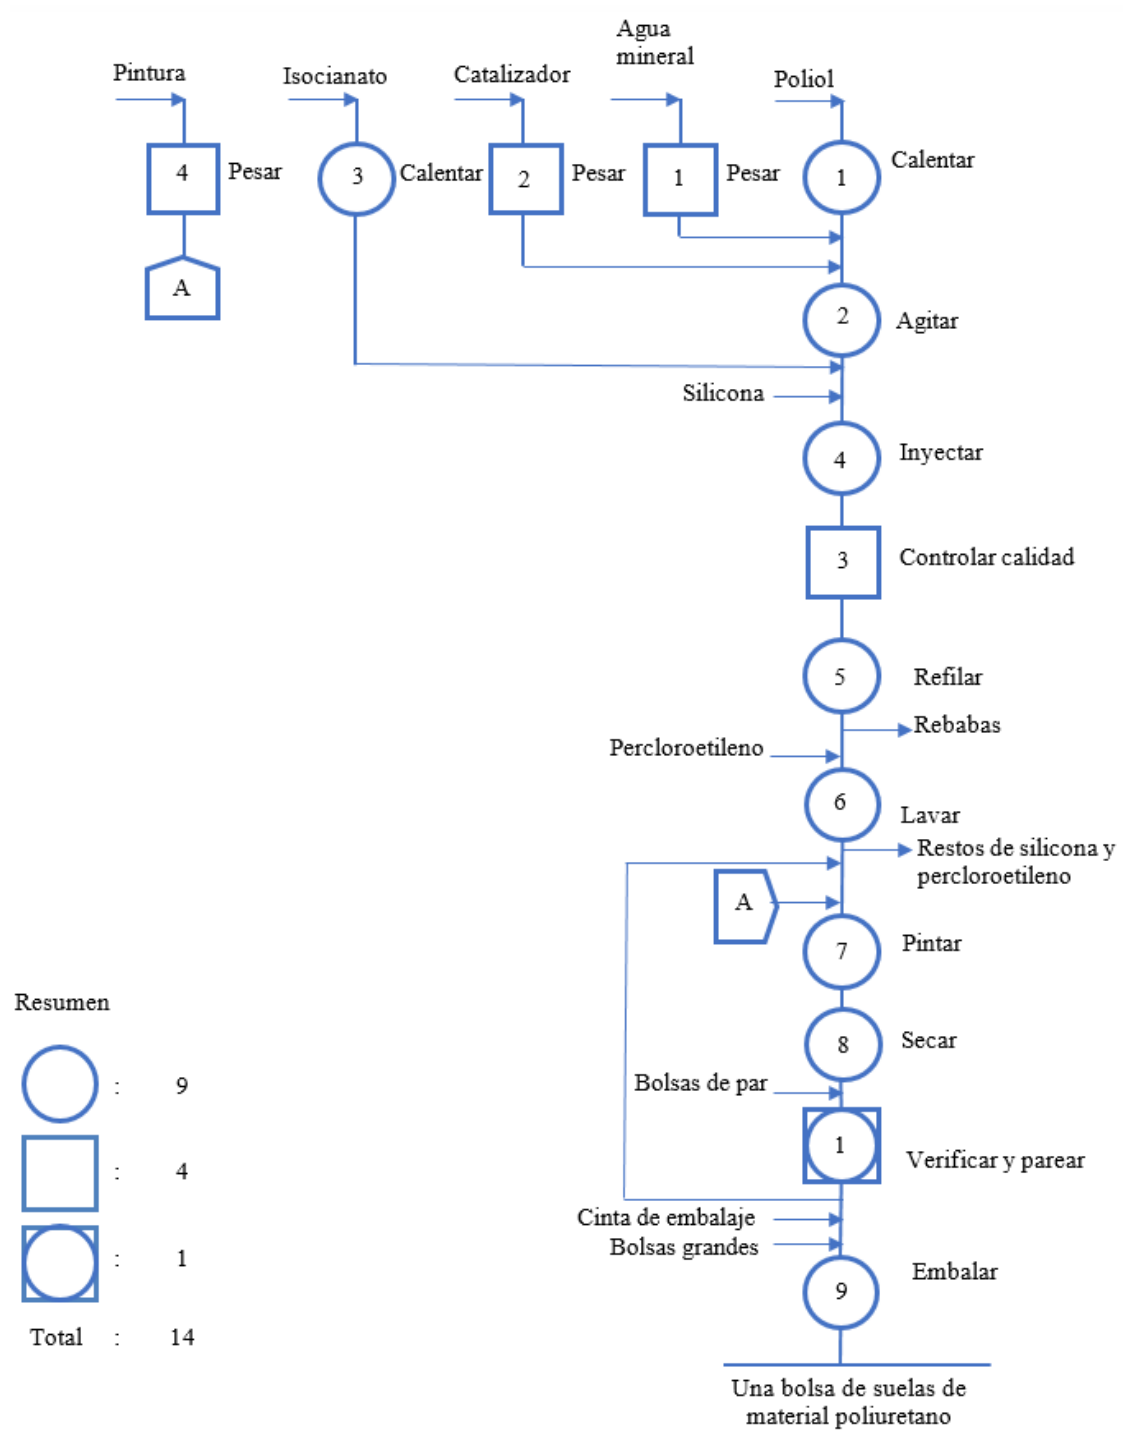 Agua
mineral
Pintura
Isocianato
Catalizador
Poliol
4 Pesar
3 Calentar
2 Pesar
1 Pesar
1 Calentar
A
2 Agitar
Silicona
4 Inyectar
3 Controlar calidad
5 Refilar
Rebabas
Percloroetileno
6 Lavar
Restos de silicona y
percloroetileno
A
7 Pintar
8 Secar
Bolsas de par
1 Verificar y parear
Cinta de embalaje
Bolsas grandes
9 Embalar
Una bolsa de suelas de
material poliuretano
Resumen
: 9
: 4
: 1
Total : 14